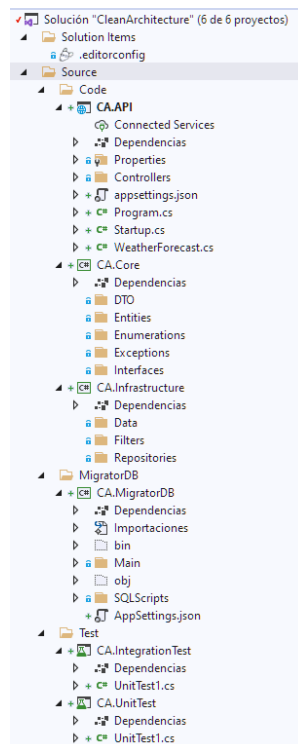 Solución "CleanArchitecture" (6 de 6 proyectos)
Solution Items
.editorconfig
Source
Code
CA.API
Connected Services
Dependencias
Properties
Controllers
appsettings.json
C# Program.cs
C# Startup.cs
C# WeatherForecast.cs
C# CA.Core
Dependencias
DTO
Entities
Enumerations
Exceptions
Interfaces
C# CA.Infrastructure
Dependencias
Data
Filters
Repositories
MigratorDB
C# CA.MigratorDB
Dependencias
Importaciones
bin
Main
obj
SQLScripts
AppSettings.json
Test
CA.IntegrationTest
Dependencias
C# UnitTest1.cs
CA.UnitTest
Dependencias
C# UnitTest1.cs